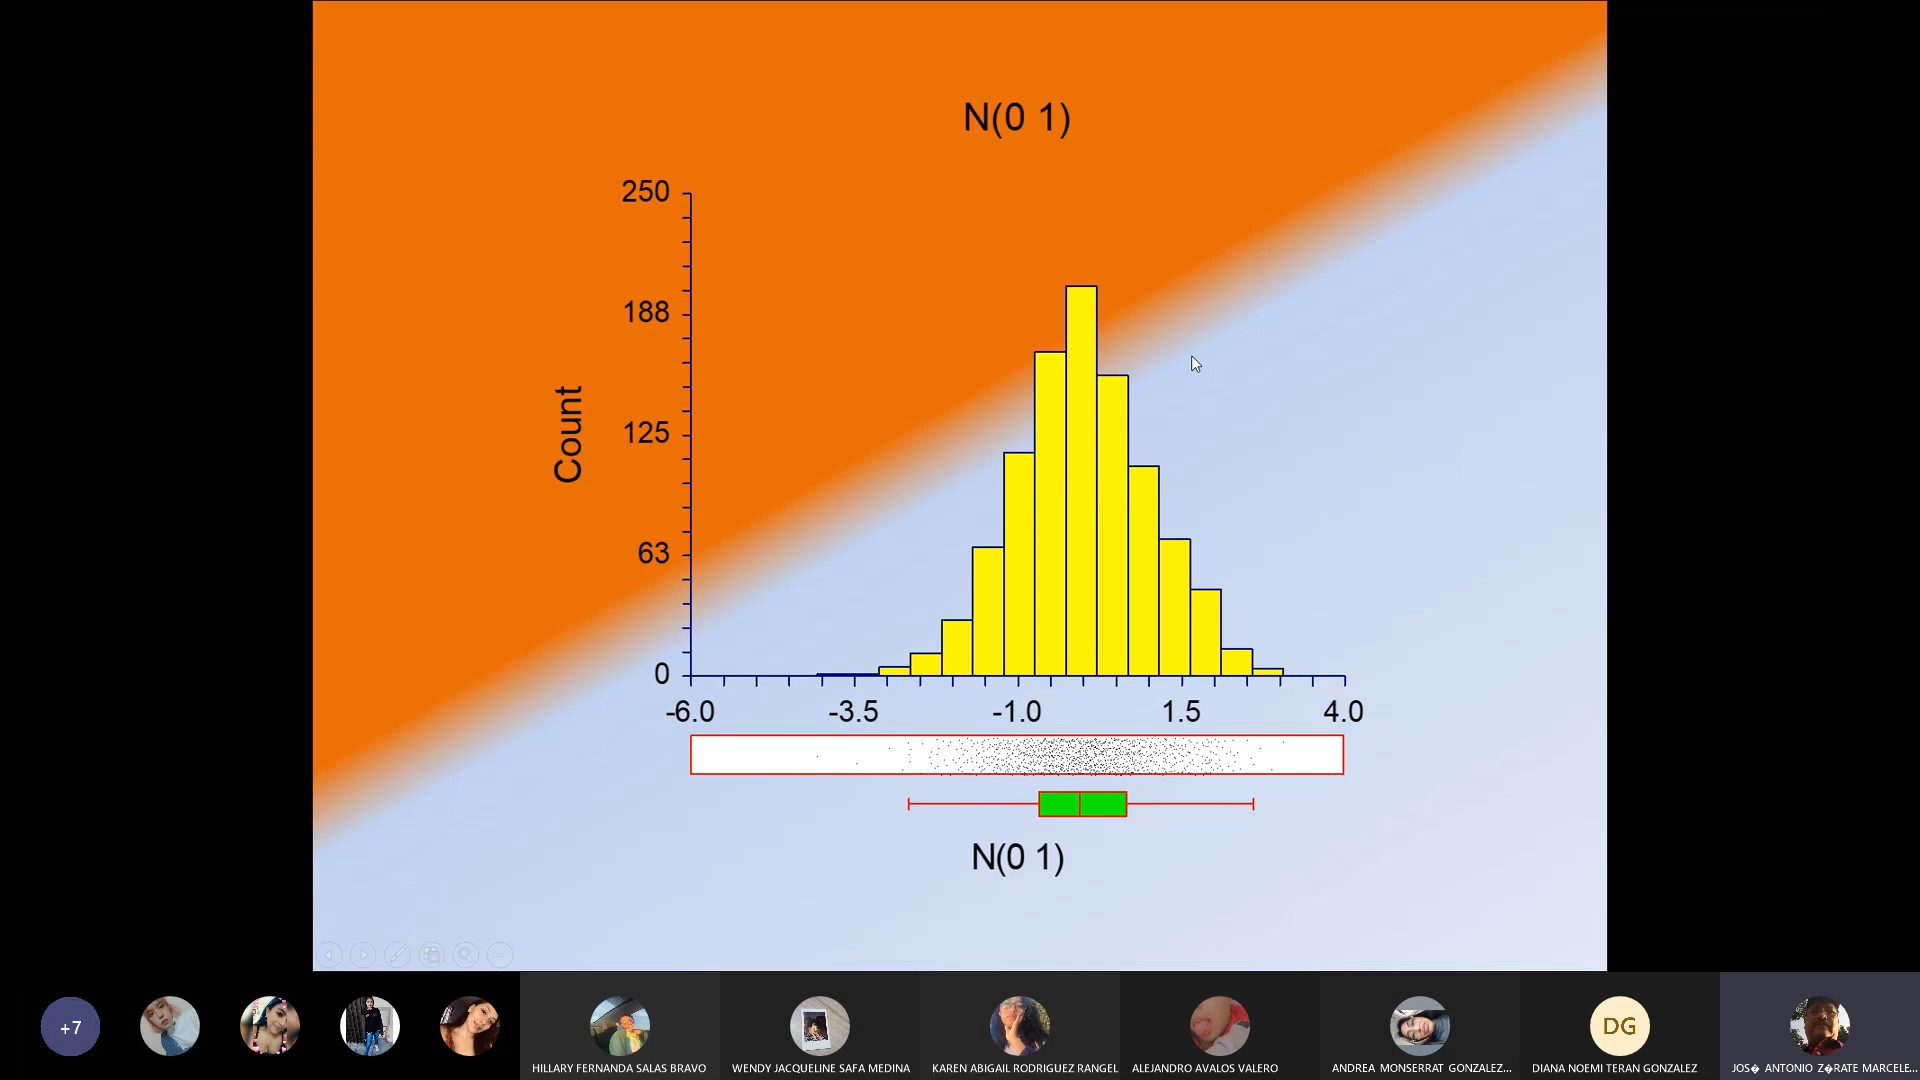 N(0 1)
250
188
125
63
0
Count
-6.0 -3.5 -1.0 1.5 4.0
N(0 1)
+7
HILLARY FERNANDA SALAS BRAVO
WENDY JACQUELINE SAFA MEDINA
KAREN ABIGAIL RODRIGUEZ RANGEL
ALEJANDRO AVALOS VALERO
ANDREA MONSERRAT GONZALEZ...
DG
DIANA NOEMI TERAN GONZALEZ
JOS� ANTONIO Z�RATE MARCELE...